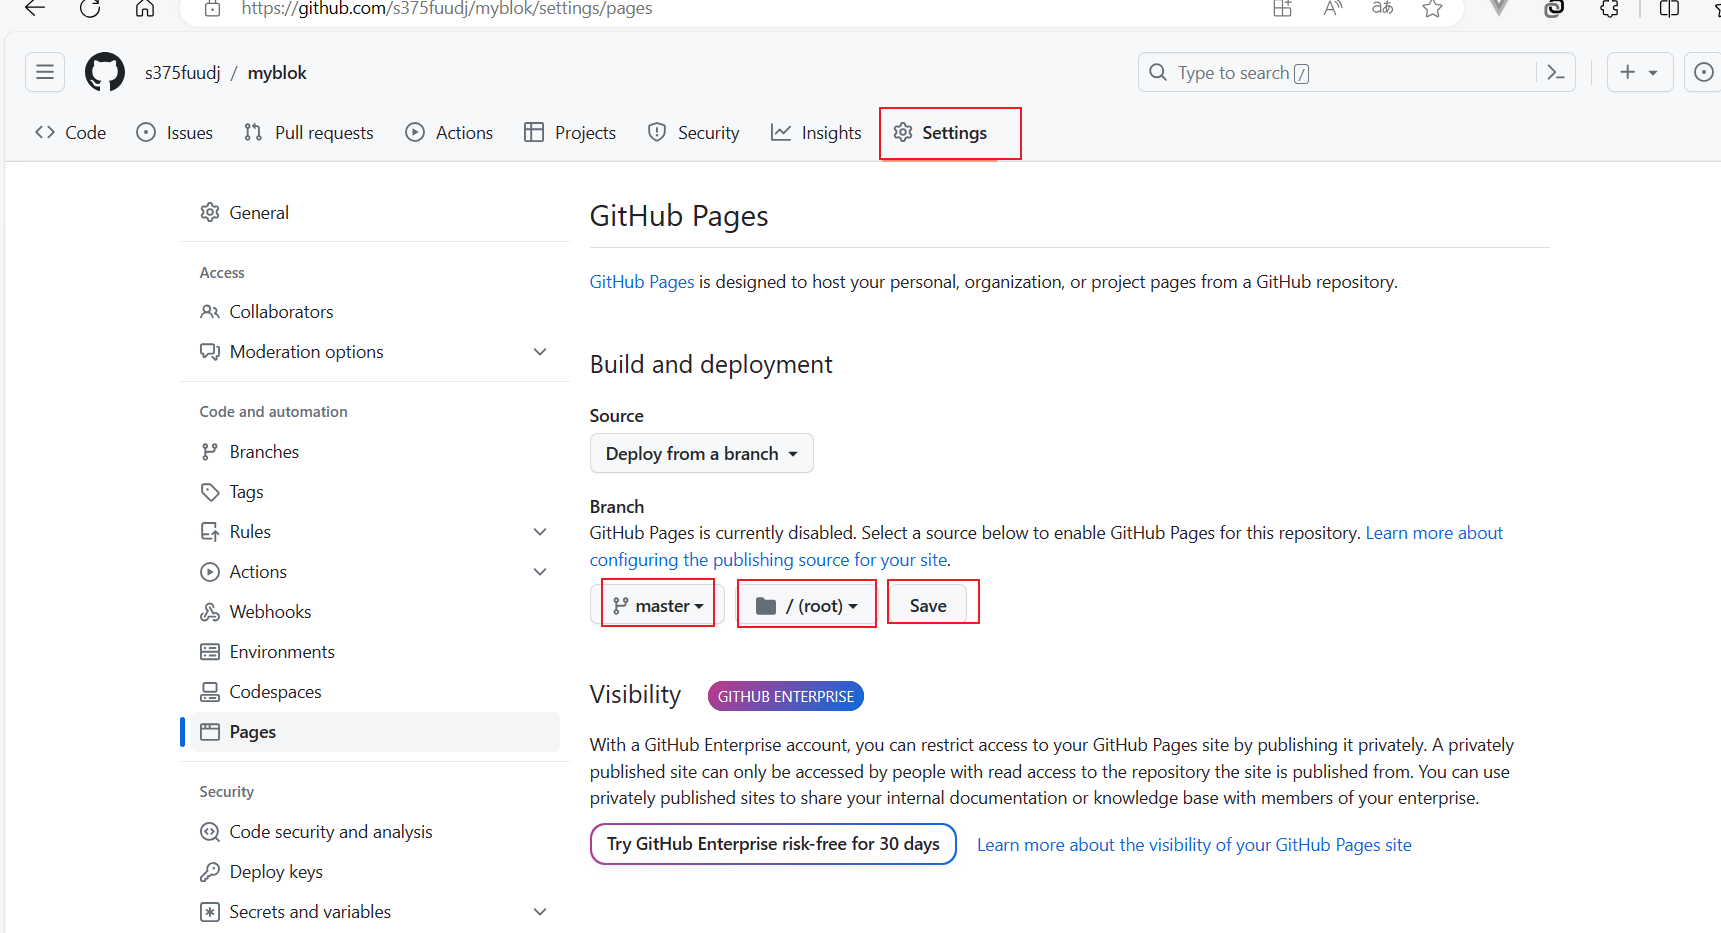 https://github.com/s375fuudj/myblok/settings/pages
s375fuudj / myblok
Type to search /
Code Issues Pull requests Actions Projects Security Insights Settings
General
Access
Collaborators
Moderation options
Code and automation
Branches
Tags
Rules
Actions
Webhooks
Environments
Codespaces
Pages
Security
Code security and analysis
Deploy keys
Secrets and variables
GitHub Pages
GitHub Pages is designed to host your personal, organization, or project pages from a GitHub repository.
Build and deployment
Source
Deploy from a branch
Branch
GitHub Pages is currently disabled. Select a source below to enable GitHub Pages for this repository. Learn more about
configuring the publishing source for your site.
master / (root) Save
Visibility GITHUB ENTERPRISE
With a GitHub Enterprise account, you can restrict access to your GitHub Pages site by publishing it privately. A privately
published site can only be accessed by people with read access to the repository the site is published from. You can use
privately published sites to share your internal documentation or knowledge base with members of your enterprise.
Try GitHub Enterprise risk-free for 30 days Learn more about the visibility of your GitHub Pages site